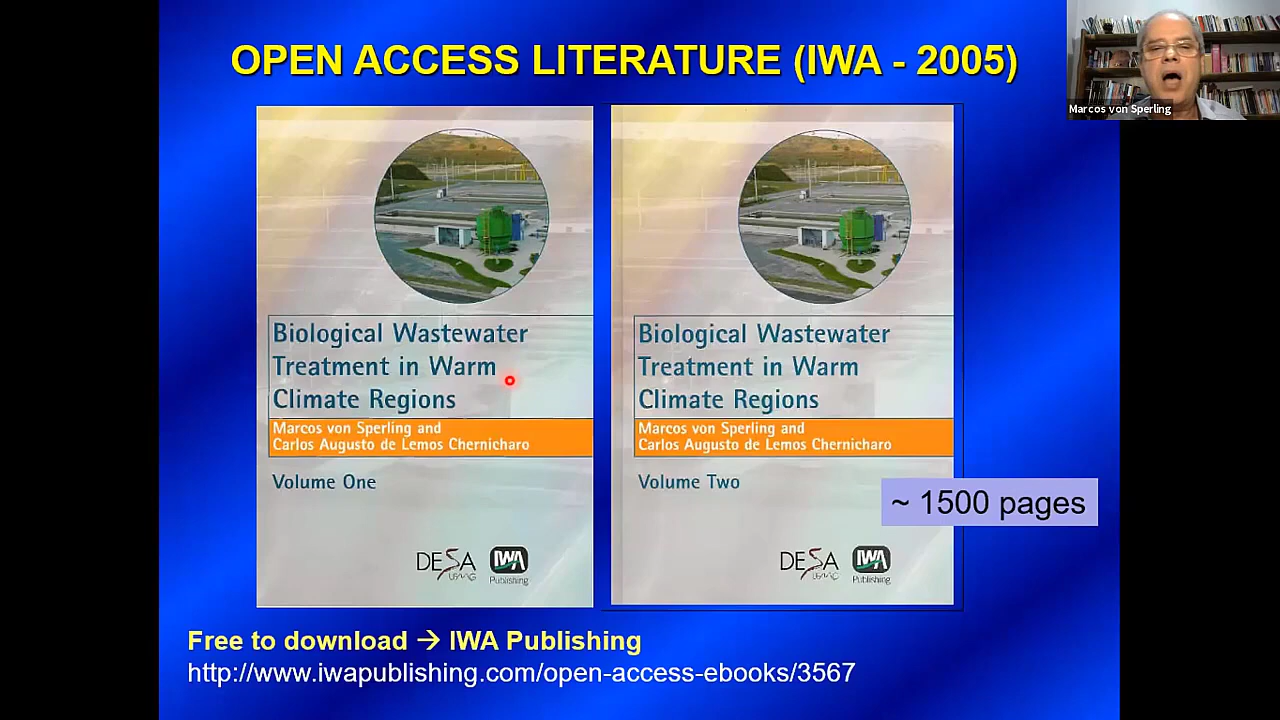 OPEN ACCESS LITERATURE (IWA - 2005)
Marcos von Sperling
Biological Wastewater
Treatment in Warm
Climate Regions
Marcos von Sperling and
Carlos Augusto de Lemos Chernicharo
Volume One
DESA
UFMG
IWA
Publishing
Biological Wastewater
Treatment in Warm
Climate Regions
Marcos von Sperling and
Carlos Augusto de Lemos Chernicharo
Volume Two
DESA
UFMG
IWA
Publishing
~ 1500 pages
Free to download → IWA Publishing
http://www.iwapublishing.com/open-access-ebooks/3567